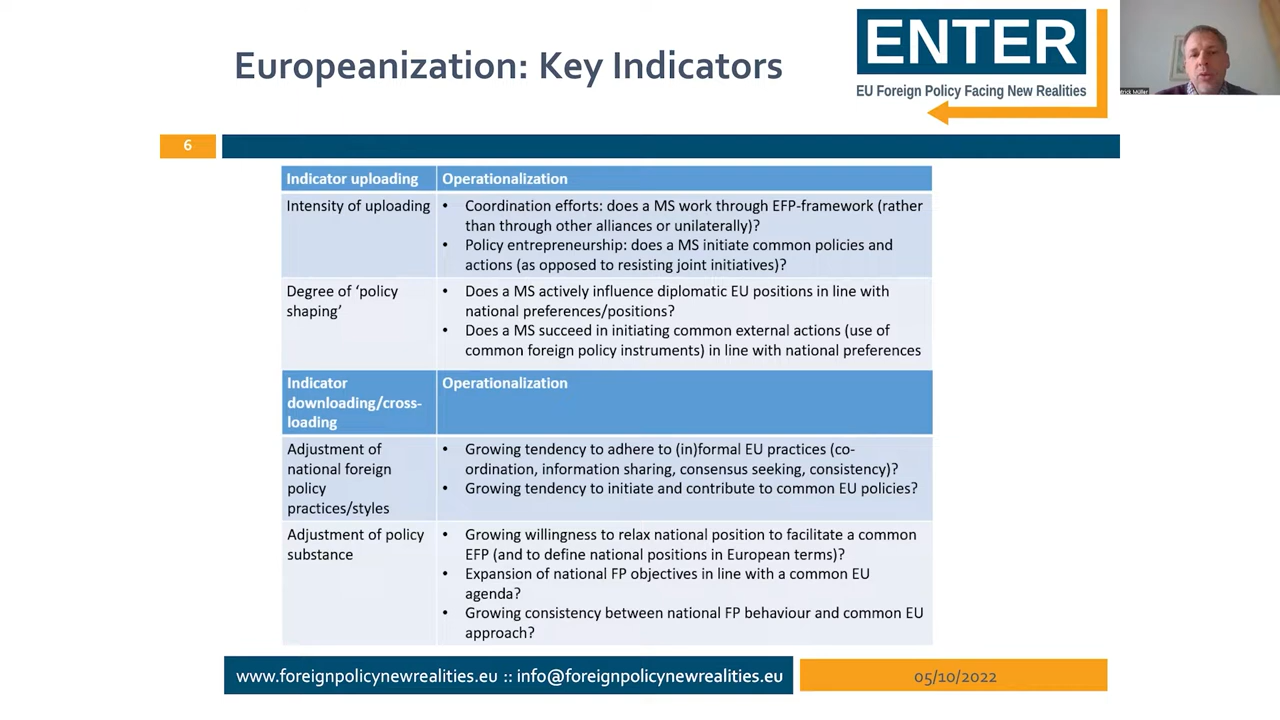 Europeanization: Key Indicators
ENTER
EU Foreign Policy Facing New Realities
trick Müller
6
Indicator uploading
Operationalization
Intensity of uploading
• Coordination efforts: does a MS work through EFP-framework (rather
than through other alliances or unilaterally)?
• Policy entrepreneurship: does a MS initiate common policies and
actions (as opposed to resisting joint initiatives)?
Degree of ‘policy
shaping’
• Does a MS actively influence diplomatic EU positions in line with
national preferences/positions?
• Does a MS succeed in initiating common external actions (use of
common foreign policy instruments) in line with national preferences
Indicator
downloading/cross-
loading
Operationalization
Adjustment of
national foreign
policy
practices/styles
• Growing tendency to adhere to (in)formal EU practices (co-
ordination, information sharing, consensus seeking, consistency)?
• Growing tendency to initiate and contribute to common EU policies?
Adjustment of policy
substance
• Growing willingness to relax national position to facilitate a common
EFP (and to define national positions in European terms)?
• Expansion of national FP objectives in line with a common EU
agenda?
• Growing consistency between national FP behaviour and common EU
approach?
www.foreignpolicynewrealities.eu :: info@foreignpolicynewrealities.eu
05/10/2022